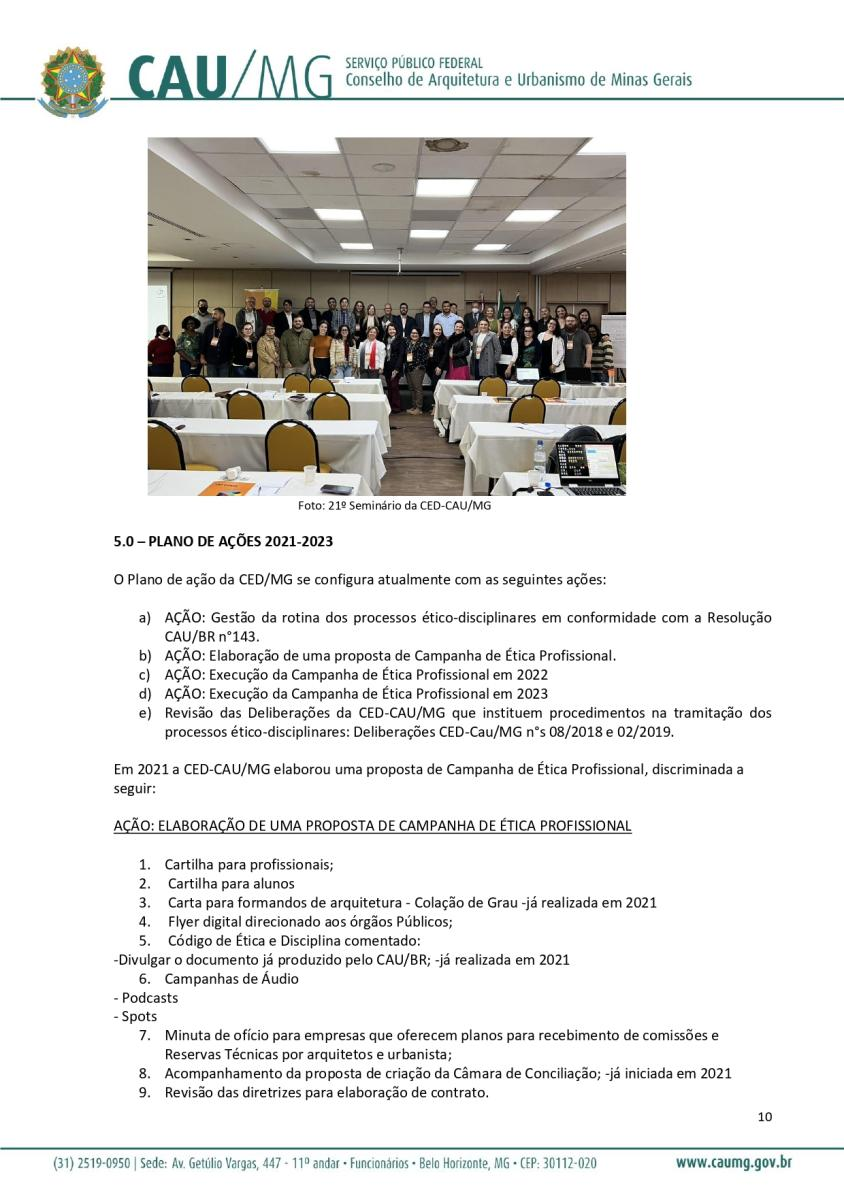 CAU/MG
SERVIÇO PÚBLICO FEDERAL
Conselho de Arquitetura e Urbanismo de Minas Gerais
Foto: 21º Seminário da CED-CAU/MG
5.0 – PLANO DE AÇÕES 2021-2023
O Plano de ação da CED/MG se configura atualmente com as seguintes ações:
a) AÇÃO: Gestão da rotina dos processos ético-disciplinares em conformidade com a Resolução
CAU/BR n°143.
b) AÇÃO: Elaboração de uma proposta de Campanha de Ética Profissional.
c) AÇÃO: Execução da Campanha de Ética Profissional em 2022
d) AÇÃO: Execução da Campanha de Ética Profissional em 2023
e) Revisão das Deliberações da CED-CAU/MG que instituem procedimentos na tramitação dos
processos ético-disciplinares: Deliberações CED-Cau/MG n°s 08/2018 e 02/2019.
Em 2021 a CED-CAU/MG elaborou uma proposta de Campanha de Ética Profissional, discriminada a
seguir:
AÇÃO: ELABORAÇÃO DE UMA PROPOSTA DE CAMPANHA DE ÉTICA PROFISSIONAL
1. Cartilha para profissionais;
2. Cartilha para alunos
3. Carta para formandos de arquitetura - Colação de Grau -já realizada em 2021
4. Flyer digital direcionado aos órgãos Públicos;
5. Código de Ética e Disciplina comentado:
-Divulgar o documento já produzido pelo CAU/BR; -já realizada em 2021
6. Campanhas de Áudio
- Podcasts
- Spots
7. Minuta de ofício para empresas que oferecem planos para recebimento de comissões e
Reservas Técnicas por arquitetos e urbanista;
8. Acompanhamento da proposta de criação da Câmara de Conciliação; -já iniciada em 2021
9. Revisão das diretrizes para elaboração de contrato.
10
(31) 2519-0950 | Sede: Av. Getúlio Vargas, 447 - 11º andar • Funcionários • Belo Horizonte, MG • CEP: 30112-020
www.caumg.gov.br